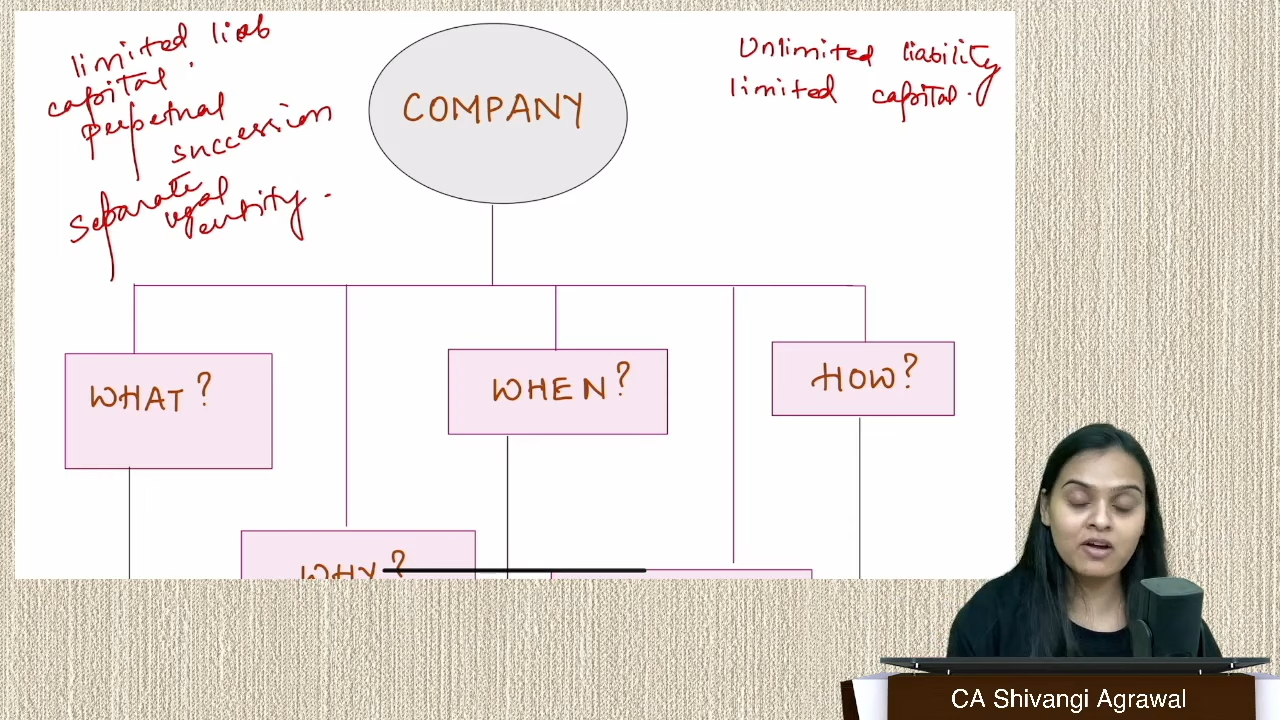 limited liab
capital.
perpetual
succession
separate
legal
entity.
COMPANY
Unlimited liability
limited capital.
WHAT?
WHEN?
HOW?
WHY?
CA Shivangi Agrawal